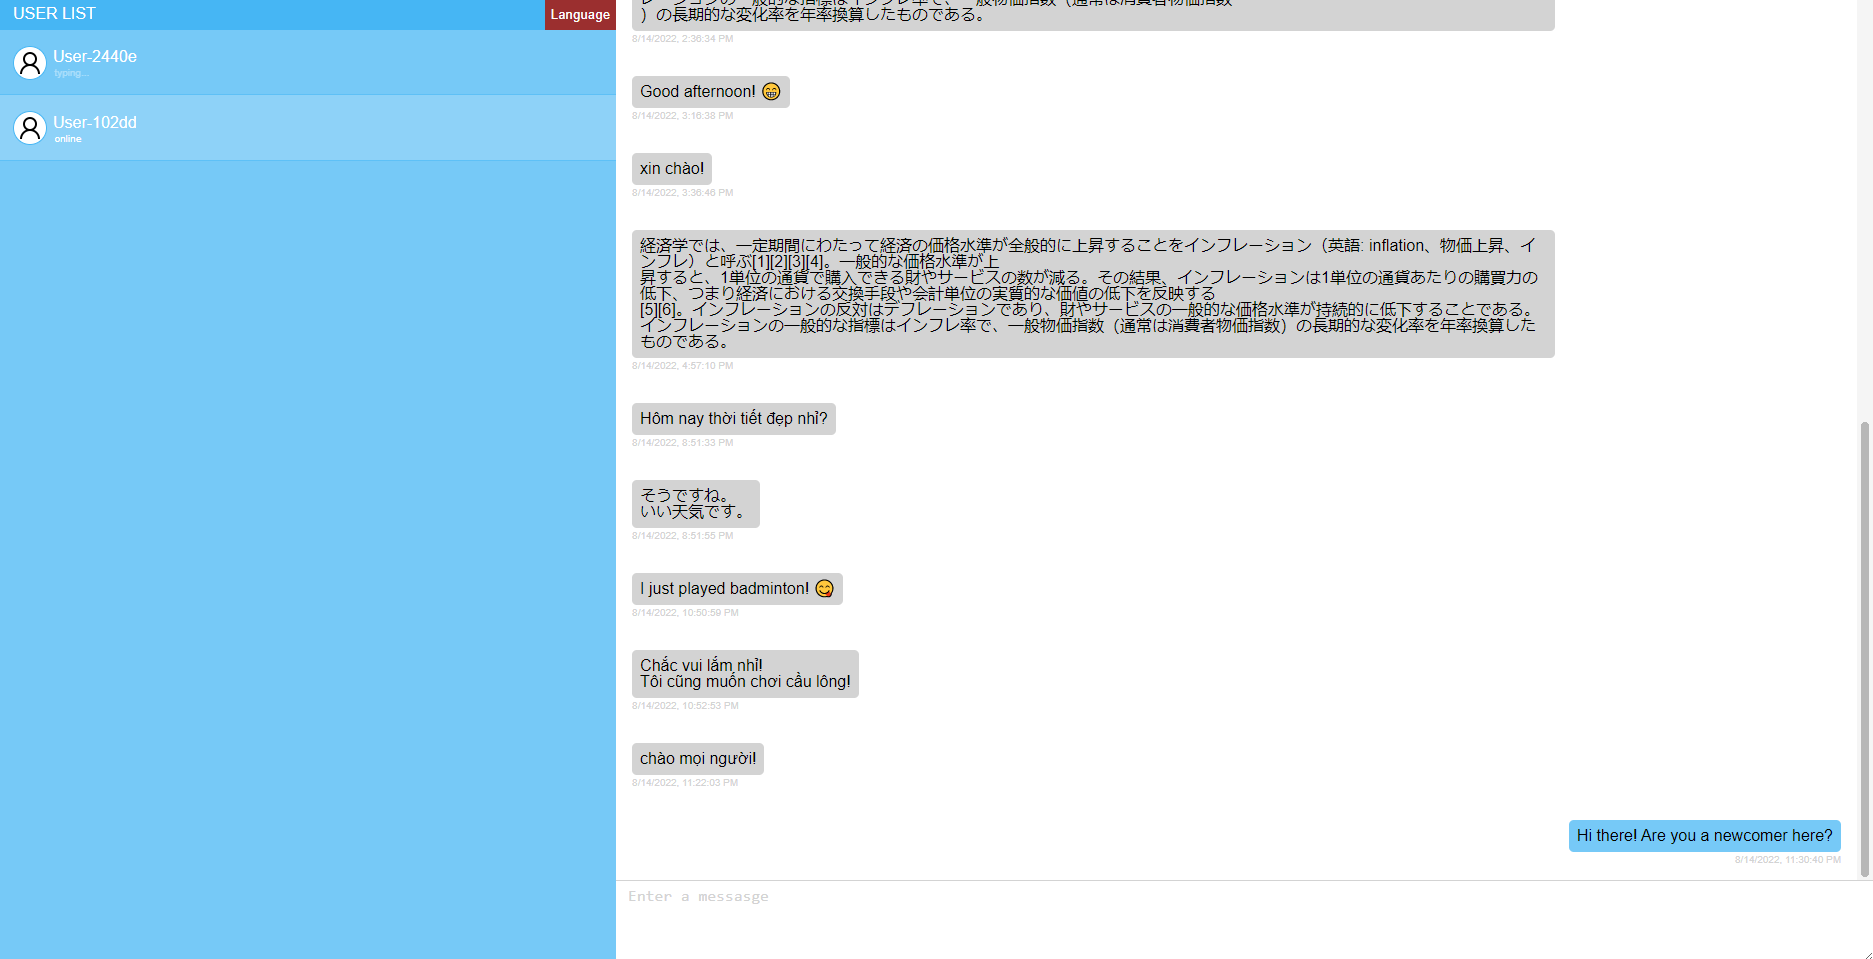 USER LIST
Language
User-2440e
typing...
User-102dd
online
）の長期的な変化率を年率換算したものである。
8/14/2022, 2:36:34 PM
Good afternoon! 😁
8/14/2022, 3:16:38 PM
xin chào!
8/14/2022, 3:36:46 PM
経済学では、一定期間にわたって経済の価格水準が全般的に上昇することをインフレーション（英語: inflation、物価上昇、イ
ンフレ）と呼ぶ[1][2][3][4]。一般的な価格水準が上
昇すると、1単位の通貨で購入できる財やサービスの数が減る。その結果、インフレーションは1単位の通貨あたりの購買力の
低下、つまり経済における交換手段や会計単位の実質的な価値の低下を反映する
[5][6]。インフレーションの反対はデフレーションであり、財やサービスの一般的な価格水準が持続的に低下することである。
インフレーションの一般的な指標はインフレ率で、一般物価指数（通常は消費者物価指数）の長期的な変化率を年率換算した
ものである。
8/14/2022, 4:57:10 PM
Hôm nay thời tiết đẹp nhỉ?
8/14/2022, 8:51:33 PM
そうですね。
いい天気です。
8/14/2022, 8:51:55 PM
I just played badminton! 😋
8/14/2022, 10:50:59 PM
Chắc vui lắm nhỉ!
Tôi cũng muốn chơi cầu lông!
8/14/2022, 10:52:53 PM
chào mọi người!
8/14/2022, 11:22:03 PM
Hi there! Are you a newcomer here?
8/14/2022, 11:30:40 PM
Enter a messasge